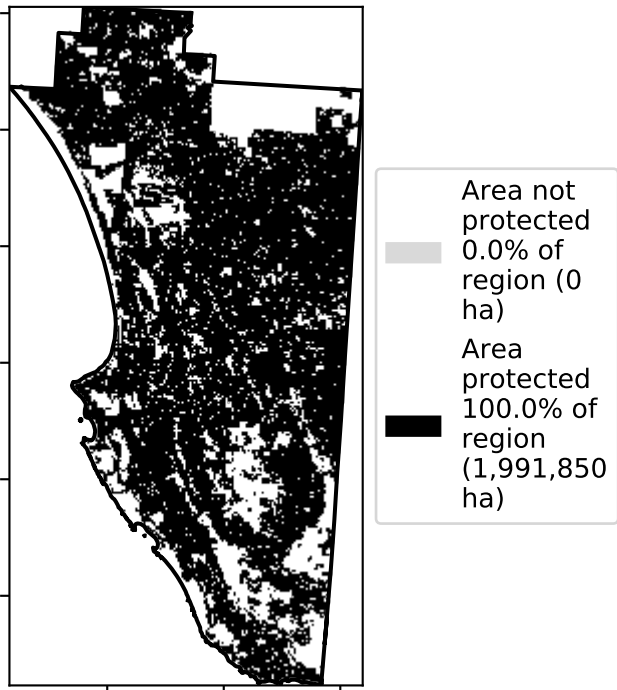 Area not
protected
0.0% of
region (0
ha)
Area
protected
100.0% of
region
(1,991,850
ha)